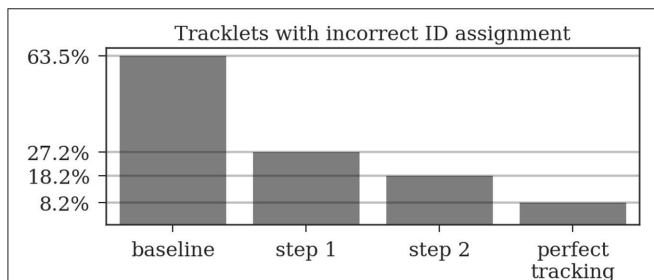 Tracklets with incorrect ID assignment
63.5%
27.2%
18.2%
8.2%
baseline step 1 step 2 perfect
tracking